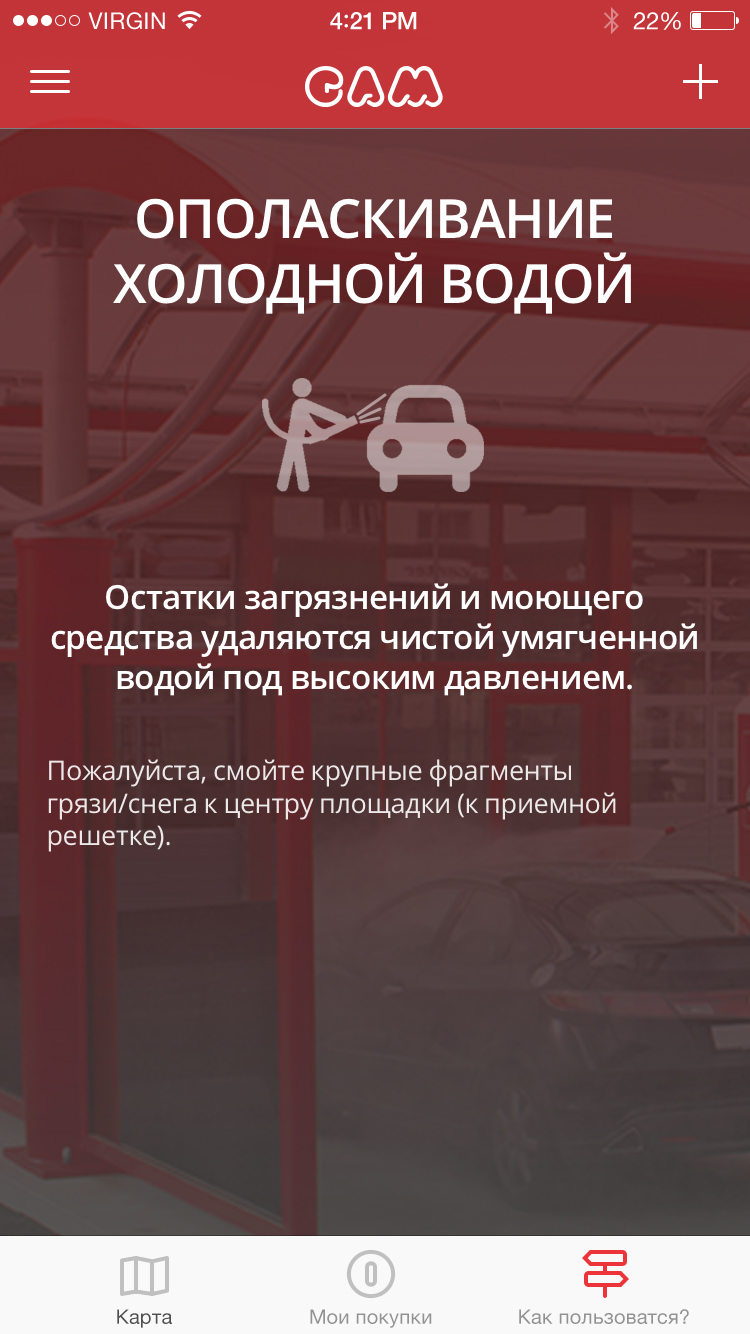 VIRGIN 4:21 PM 22%
САМ
ОПОЛАСКИВАНИЕ
ХОЛОДНОЙ ВОДОЙ
Остатки загрязнений и моющего
средства удаляются чистой умягченной
водой под высоким давлением.
Пожалуйста, смойте крупные фрагменты
грязи/снега к центру площадки (к приемной
решетке).
Карта Мои покупки Как пользоватся?